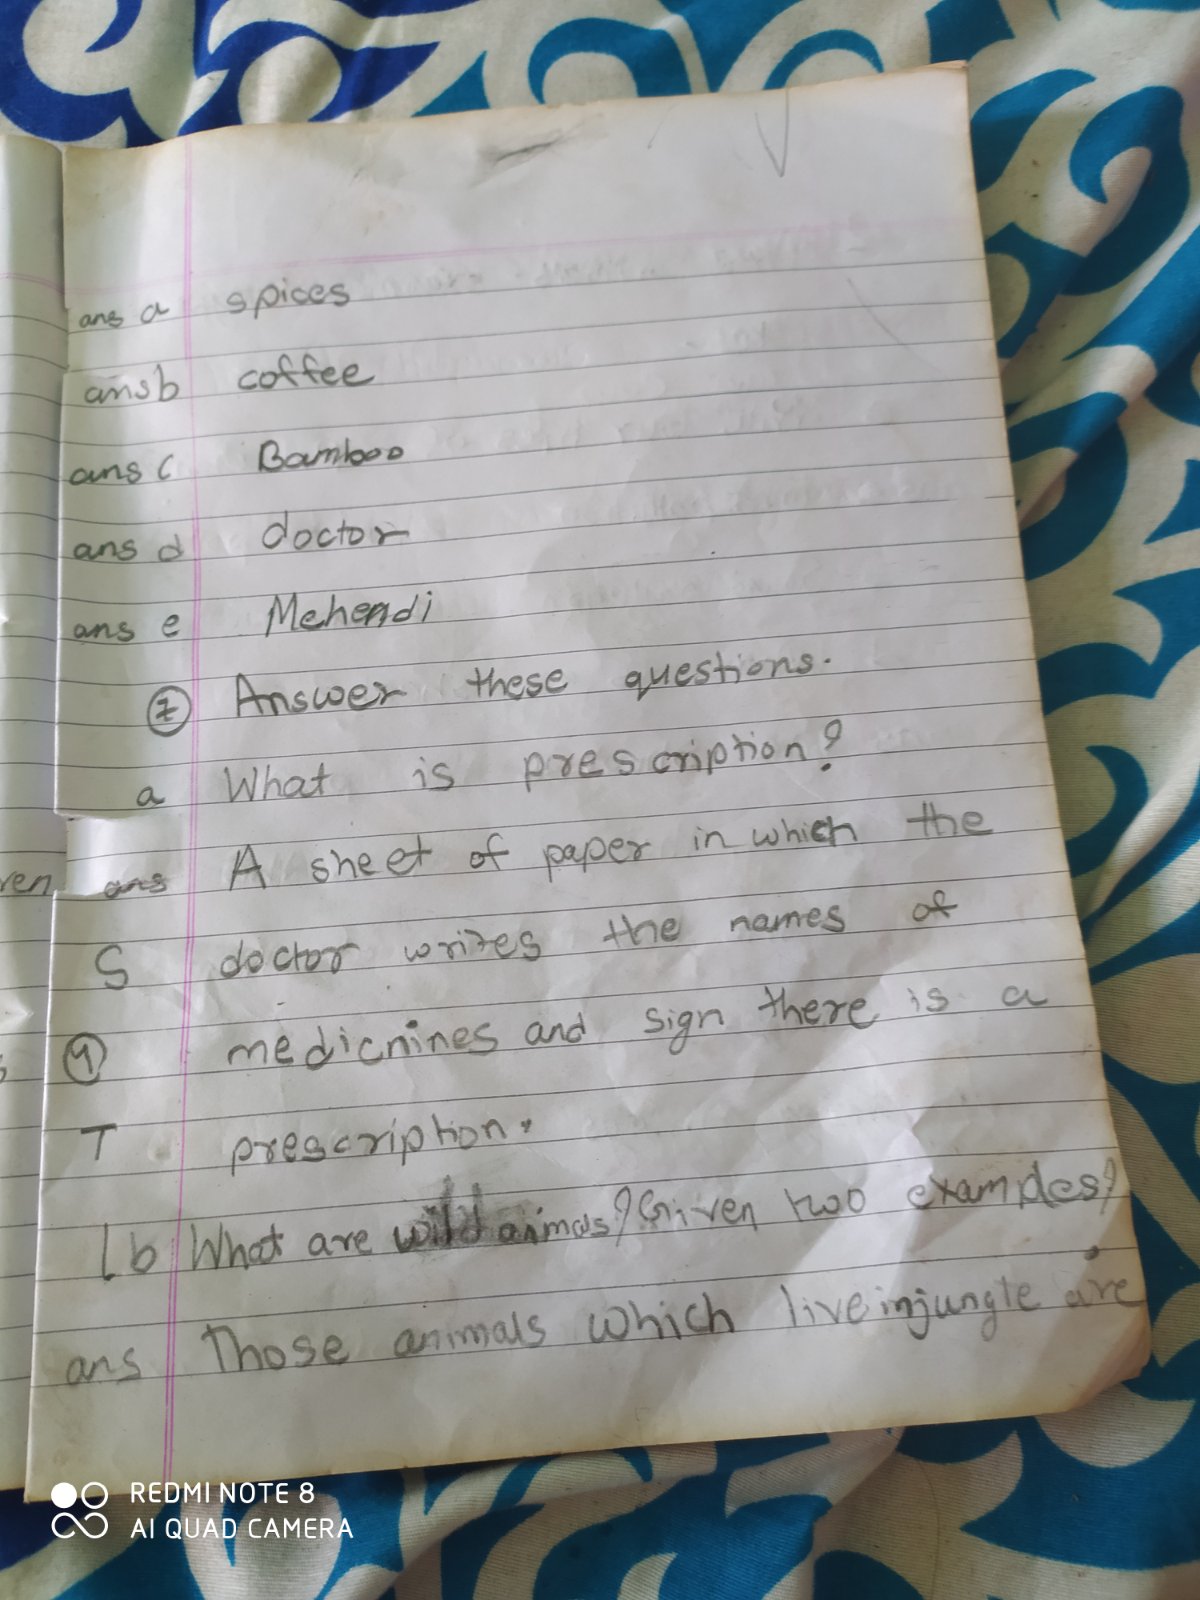 ans a spices
ans b coffee
ans c Bamboo
ans d doctor
ans e Mehendi
Answer these questions.
a What is prescription?
ren ans A sheet of paper in which the
S doctor writes the names of
medicnines and sign there is a
T prescription.
b What are wild animals? Given two examples?
ans Those animals which live in jungle are
REDMI NOTE 8
AI QUAD CAMERA